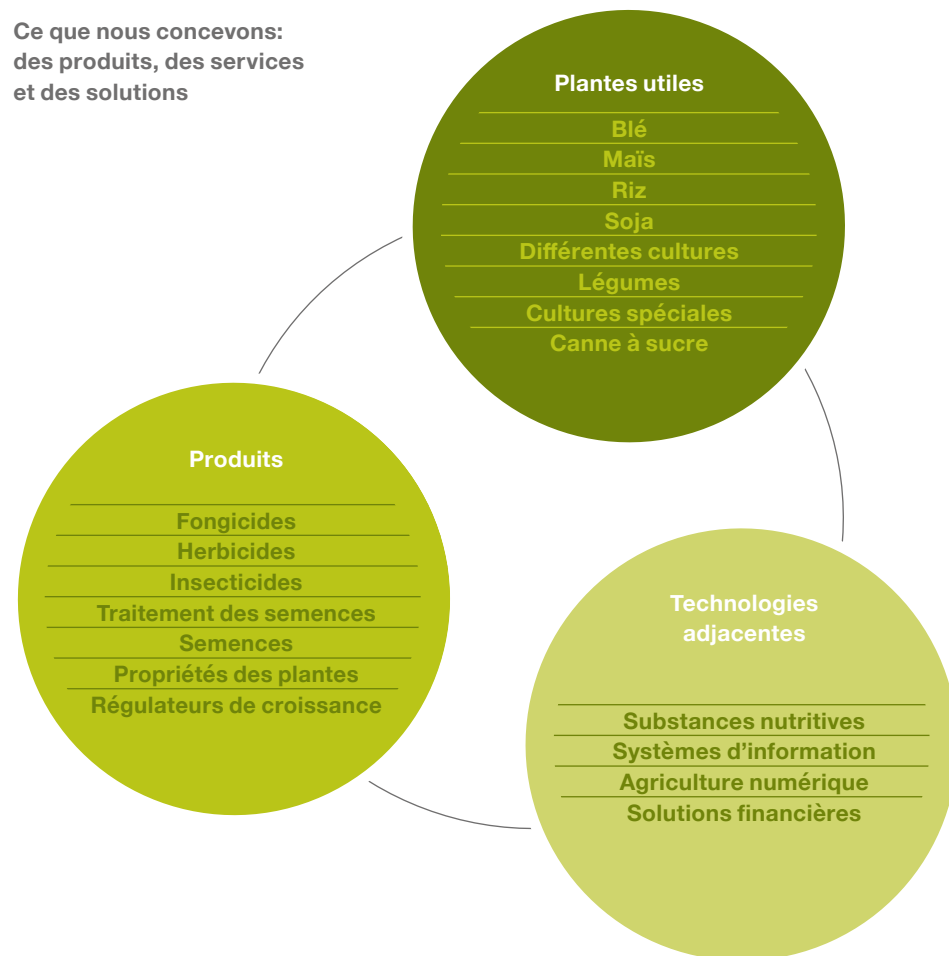 Ce que nous concevons:
des produits, des services
et des solutions
Plantes utiles
Blé
Maïs
Riz
Soja
Différentes cultures
Légumes
Cultures spéciales
Canne à sucre
Produits
Fongicides
Herbicides
Insecticides
Traitement des semences
Semences
Propriétés des plantes
Régulateurs de croissance
Technologies
adjacentes
Substances nutritives
Systèmes d’information
Agriculture numérique
Solutions financières